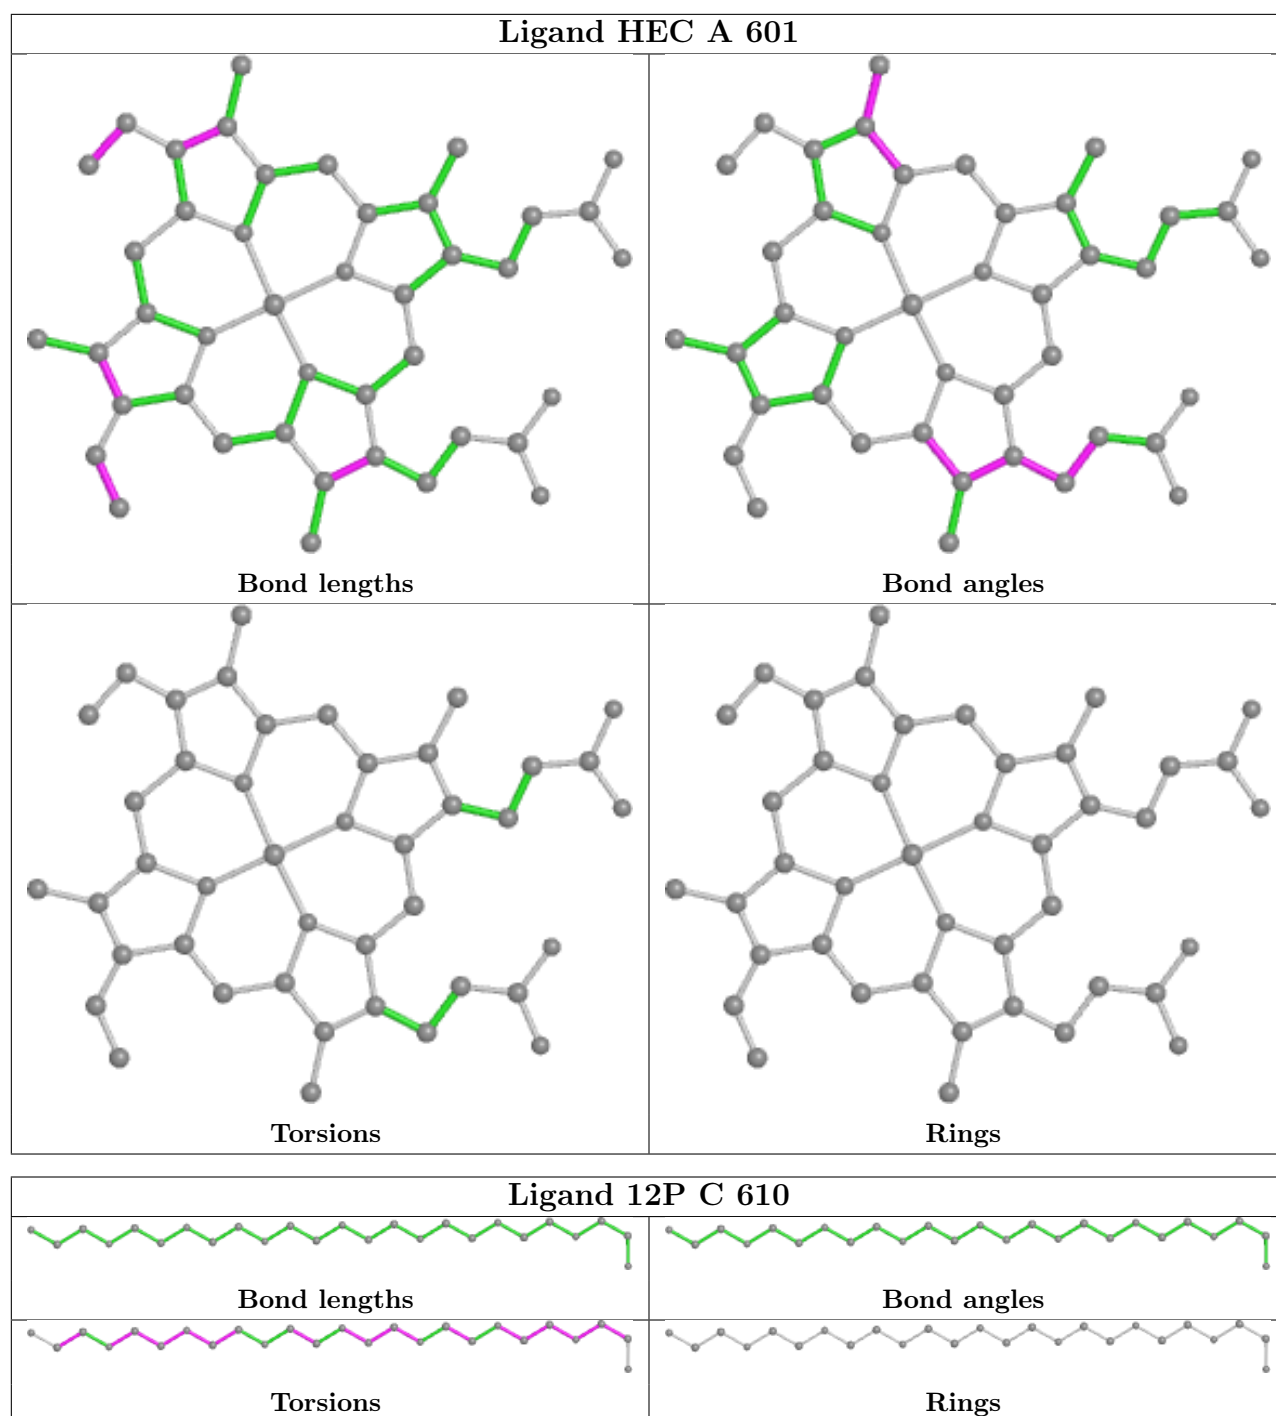 Ligand HEC A 601
Bond lengths
Bond angles
Torsions
Rings
Ligand 12P C 610
Bond lengths
Bond angles
Torsions
Rings